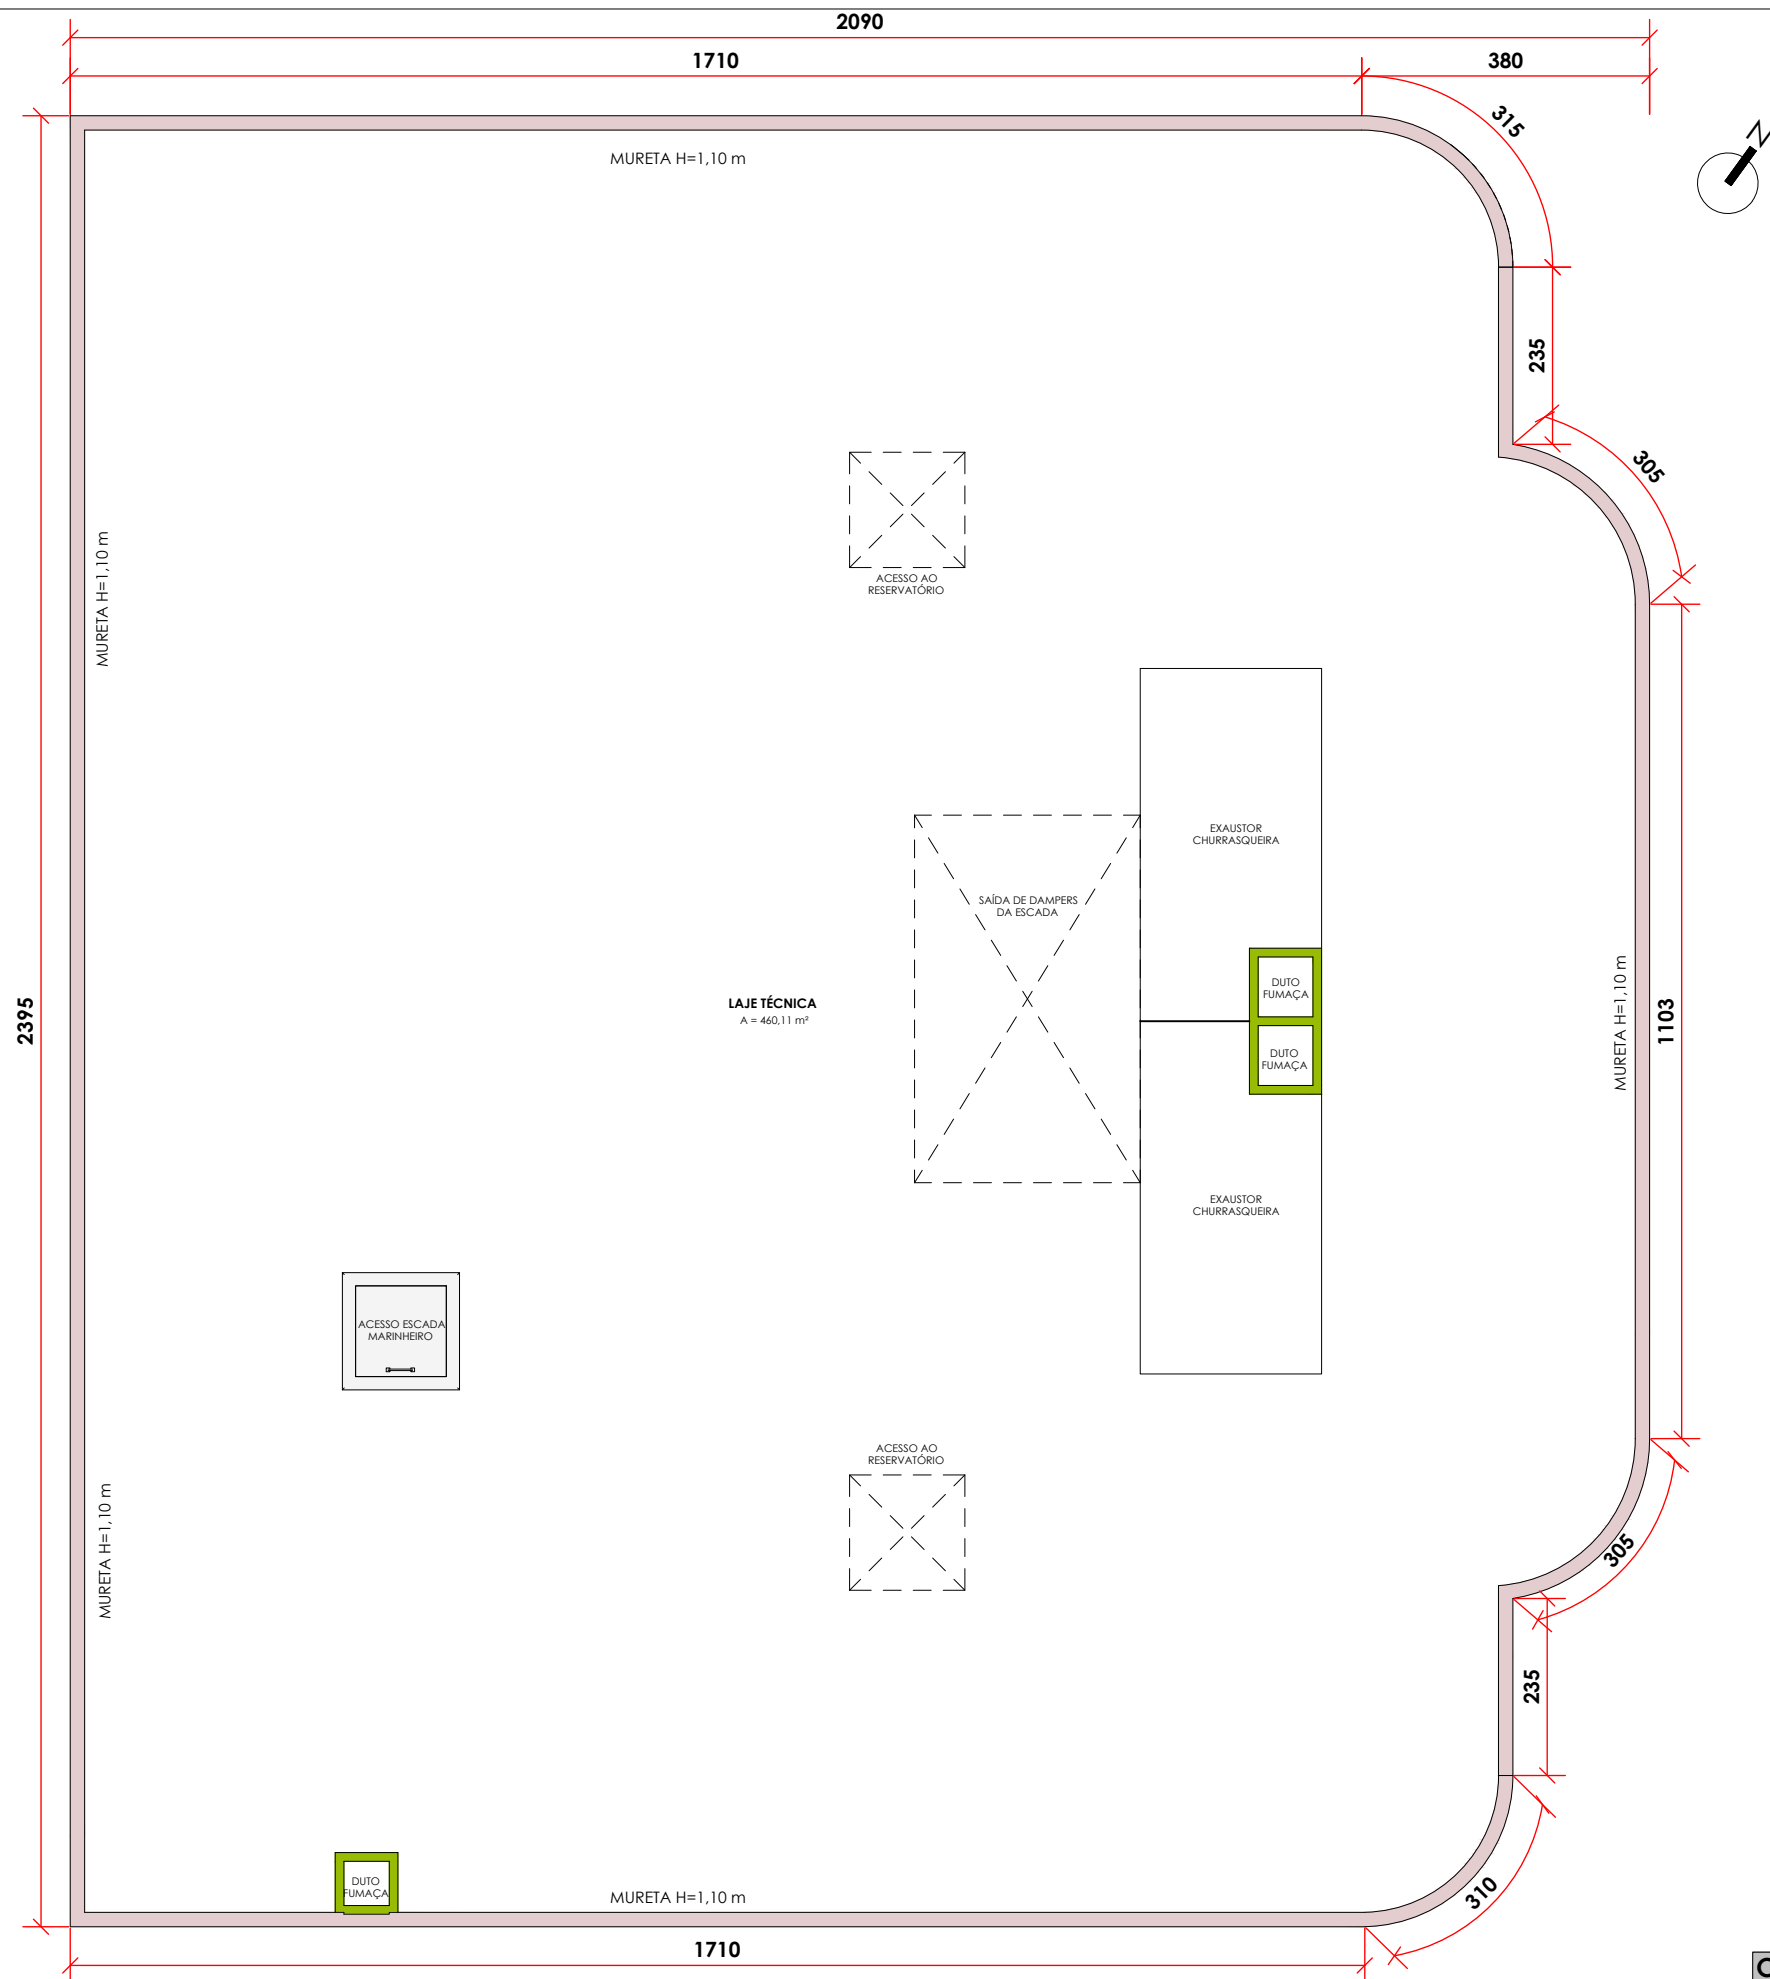 2090
1710
380
315
N
MURETA H=1,10 m
235
305
MURETA H=1,10 m
ACESSO AO
RESERVATÓRIO
EXAUSTOR
CHURRASQUEIRA
SAÍDA DE DAMPERS
DA ESCADA
DUTO
FUMAÇA
LAJE TÉCNICA
A = 460,11 m²
2395
MURETA H=1,10 m
1103
DUTO
FUMAÇA
EXAUSTOR
CHURRASQUEIRA
ACESSO ESCADA
MARINHEIRO
ACESSO AO
RESERVATÓRIO
MURETA H=1,10 m
305
235
DUTO
FUMAÇA
MURETA H=1,10 m
310
1710